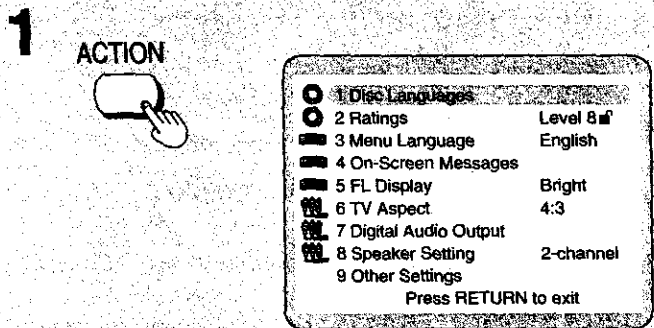 1
ACTION
1 Disc Languages
2 Ratings Level 8
3 Menu Language English
4 On-Screen Messages
5 FL Display Bright
6 TV Aspect 4:3
7 Digital Audio Output
8 Speaker Setting 2-channel
9 Other Settings
Press RETURN to exit